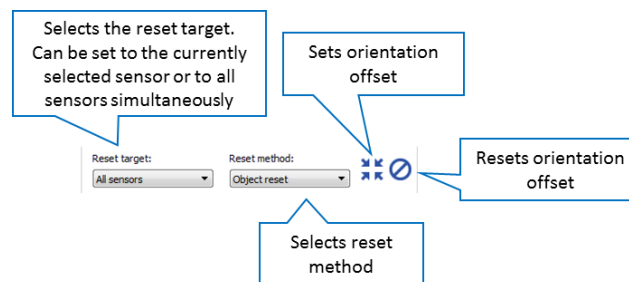 Selects the reset target.
Can be set to the currently
selected sensor or to all
sensors simultaneously
Sets orientation
offset
Reset target:
All sensors
Reset method:
Object reset
Resets orientation
offset
Selects reset
method